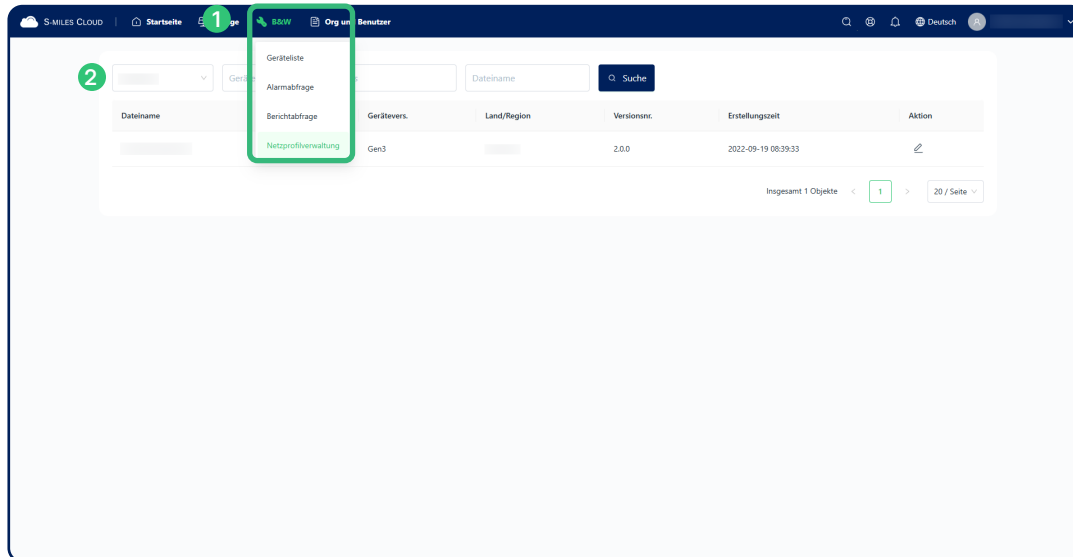 S-MILES CLOUD Startseite ge B&W Org un Benutzer Deutsch A
1
Geräteliste
2 Gerä Dateiname Suche
Alarmabfrage
Dateiname Berichtabfrage Gerätevers. Land/Region Versionsnr. Erstellungszeit Aktion
Netzprofilverwaltung Gen3 2.0.0 2022-09-19 08:39:33
Insgesamt 1 Objekte < 1 > 20 / Seite